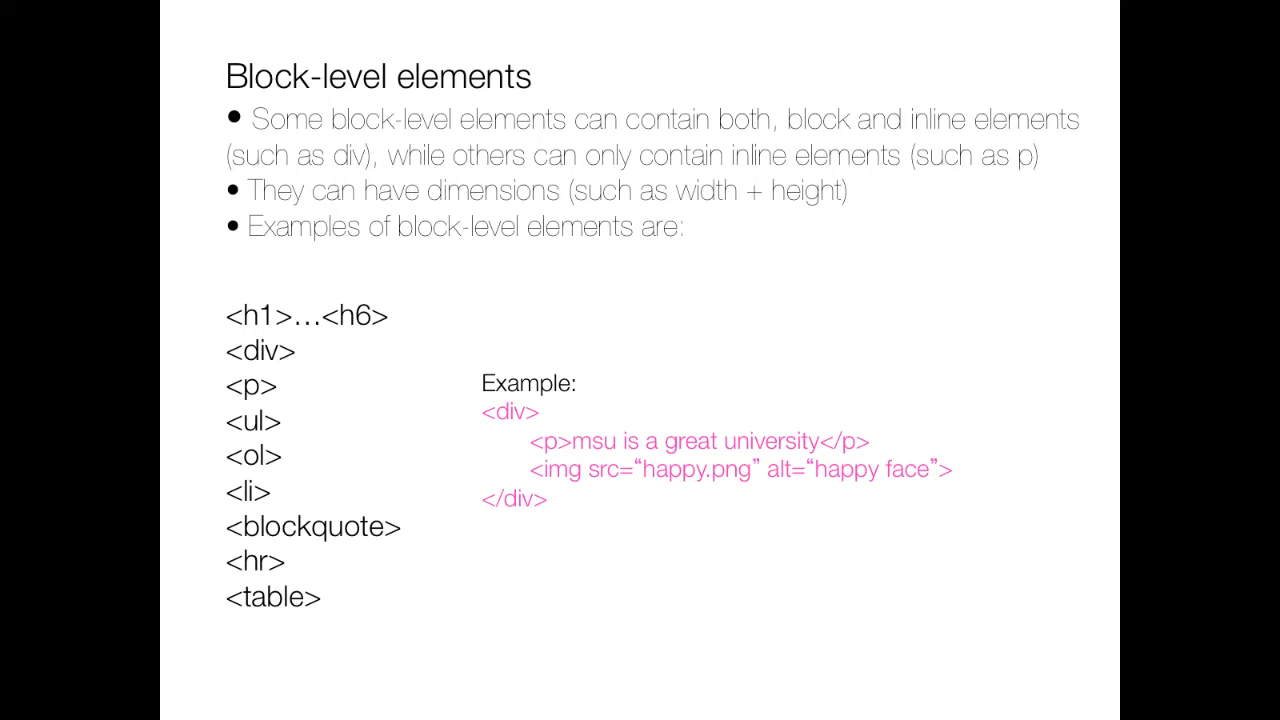 Block-level elements
• Some block-level elements can contain both, block and inline elements
(such as div), while others can only contain inline elements (such as p)
• They can have dimensions (such as width + height)
• Examples of block-level elements are:
<h1>…<h6>
<div>
<p>
<ul>
<ol>
<li>
<blockquote>
<hr>
<table>
Example:
<div>
<p>msu is a great university</p>
<img src=“happy.png” alt=“happy face”>
</div>